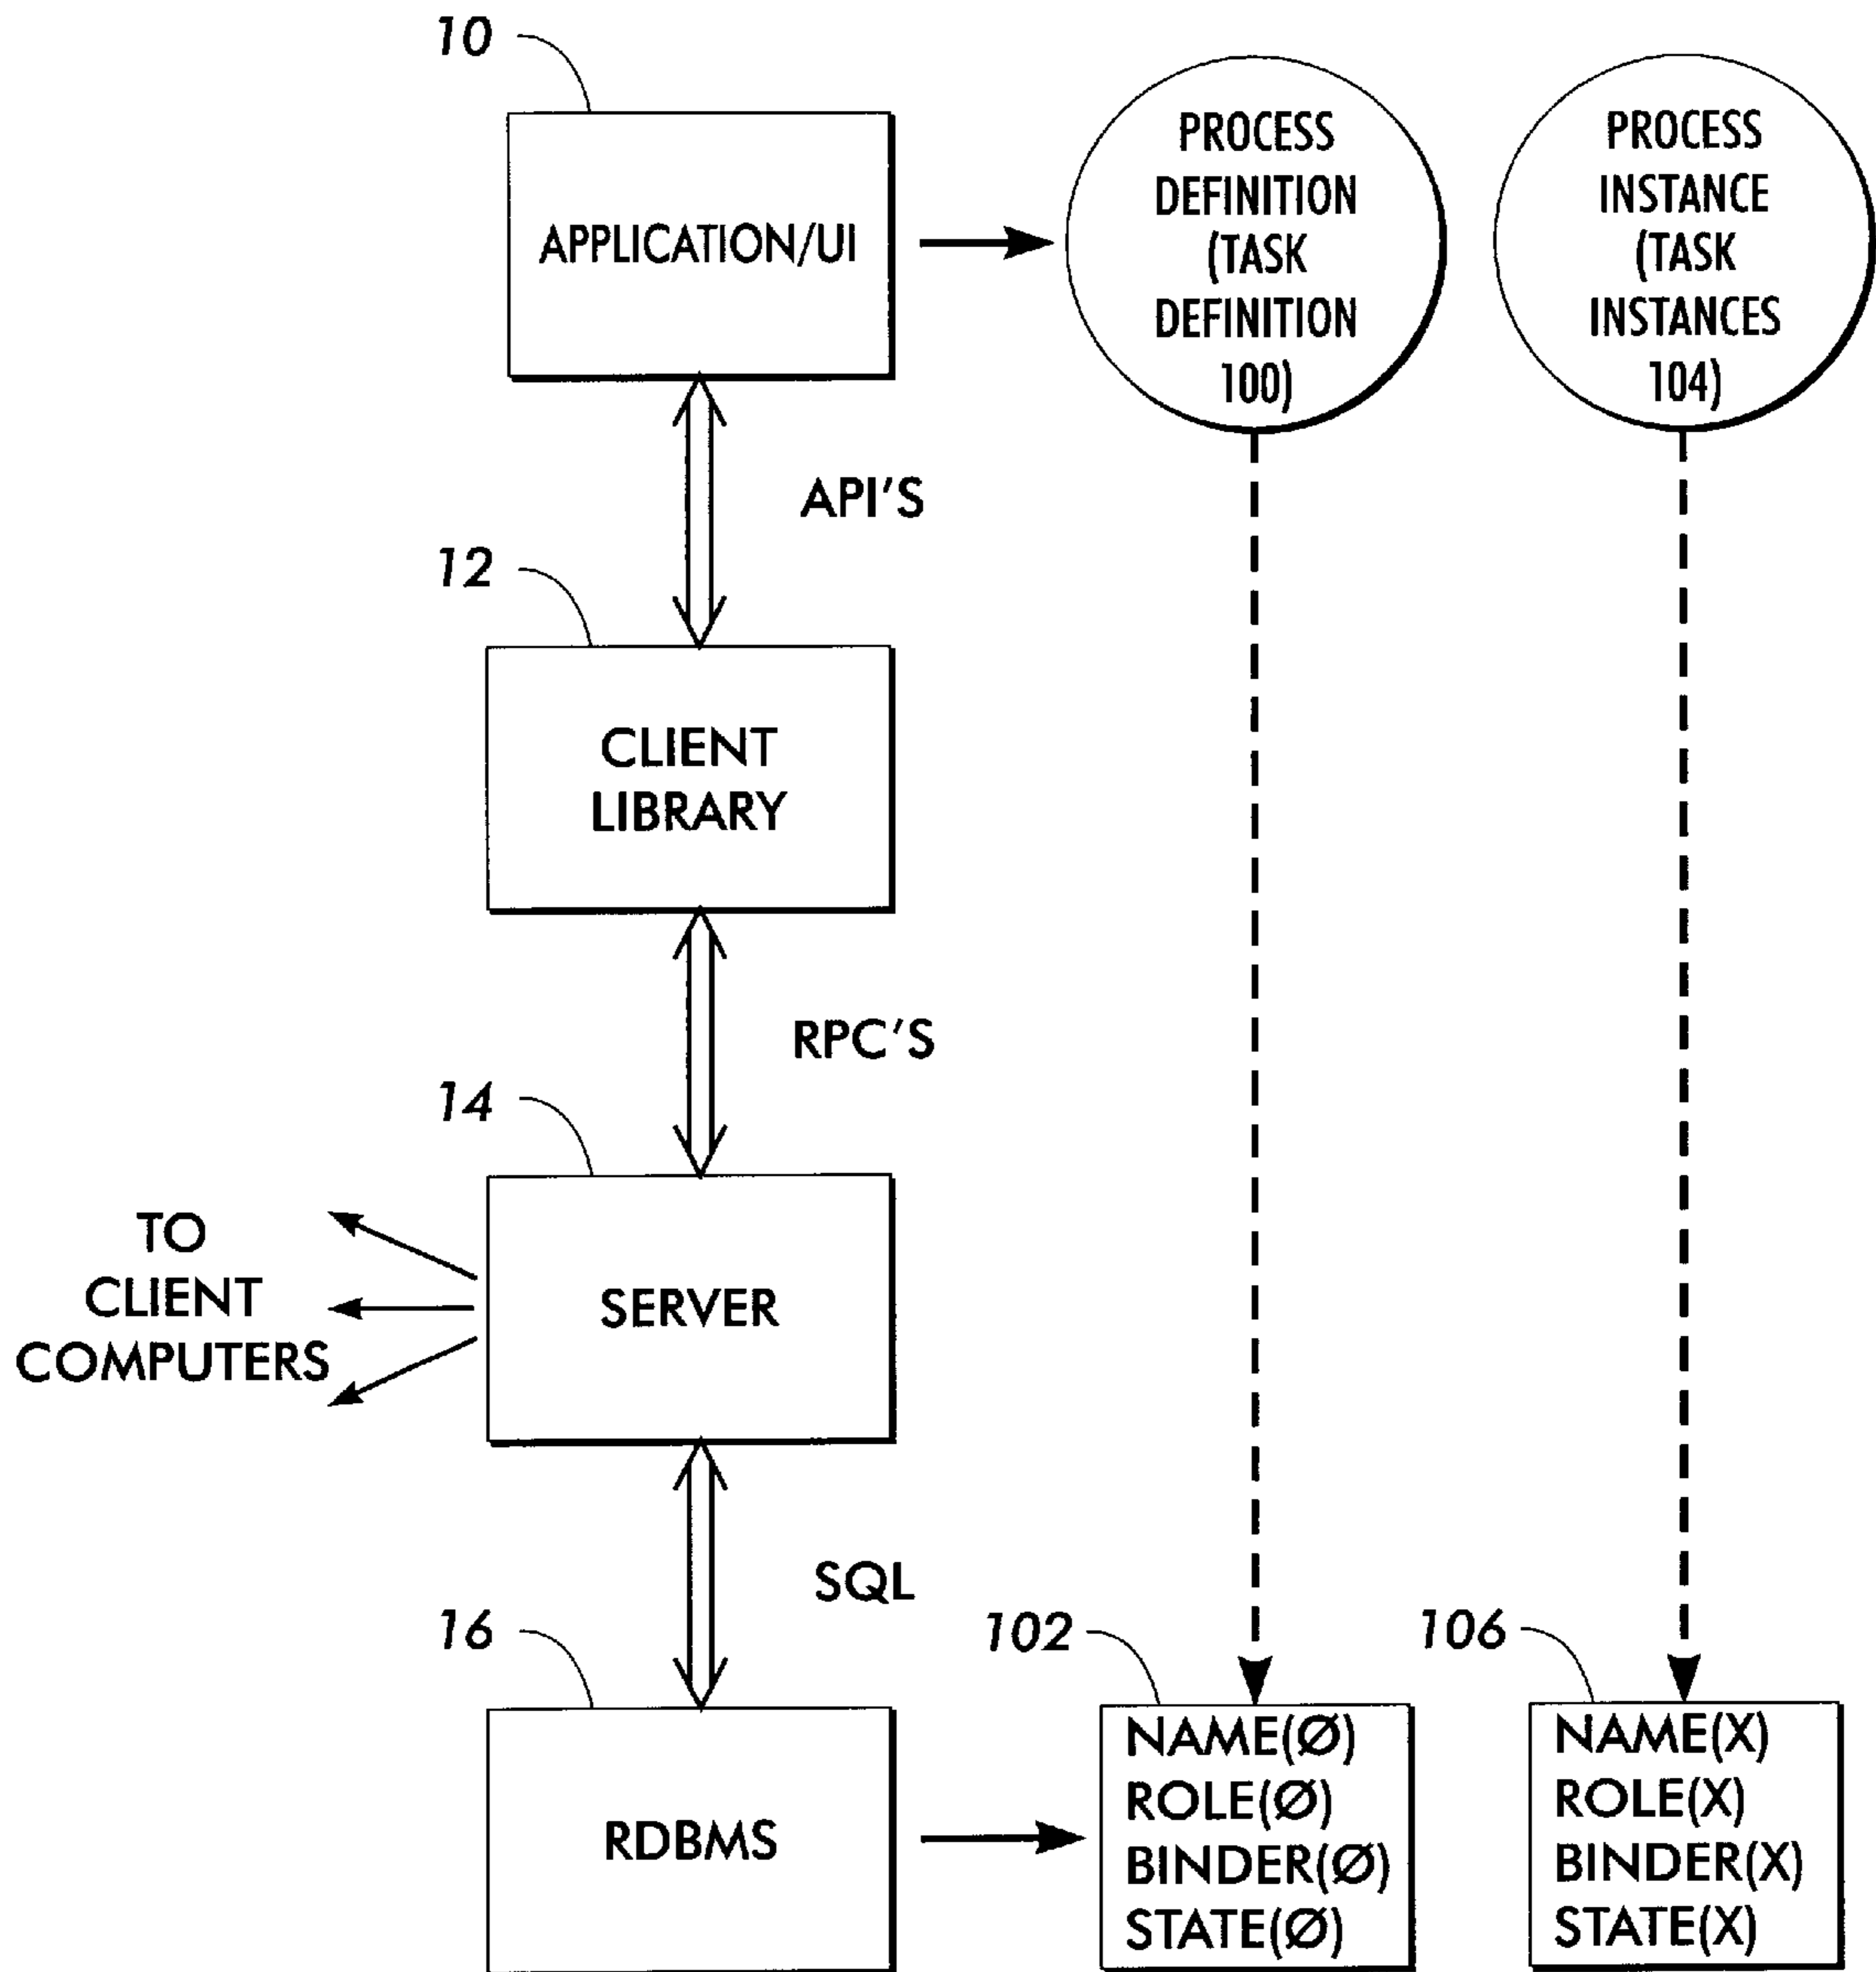 10
APPLICATION/UI
PROCESS
DEFINITION
(TASK
DEFINITION
100)
PROCESS
INSTANCE
(TASK
INSTANCES
104)
API'S
12
CLIENT
LIBRARY
RPC'S
14
TO
CLIENT
COMPUTERS
SERVER
SQL
16
RDBMS
102
NAME(Ø)
ROLE(Ø)
BINDER(Ø)
STATE(Ø)
106
NAME(X)
ROLE(X)
BINDER(X)
STATE(X)